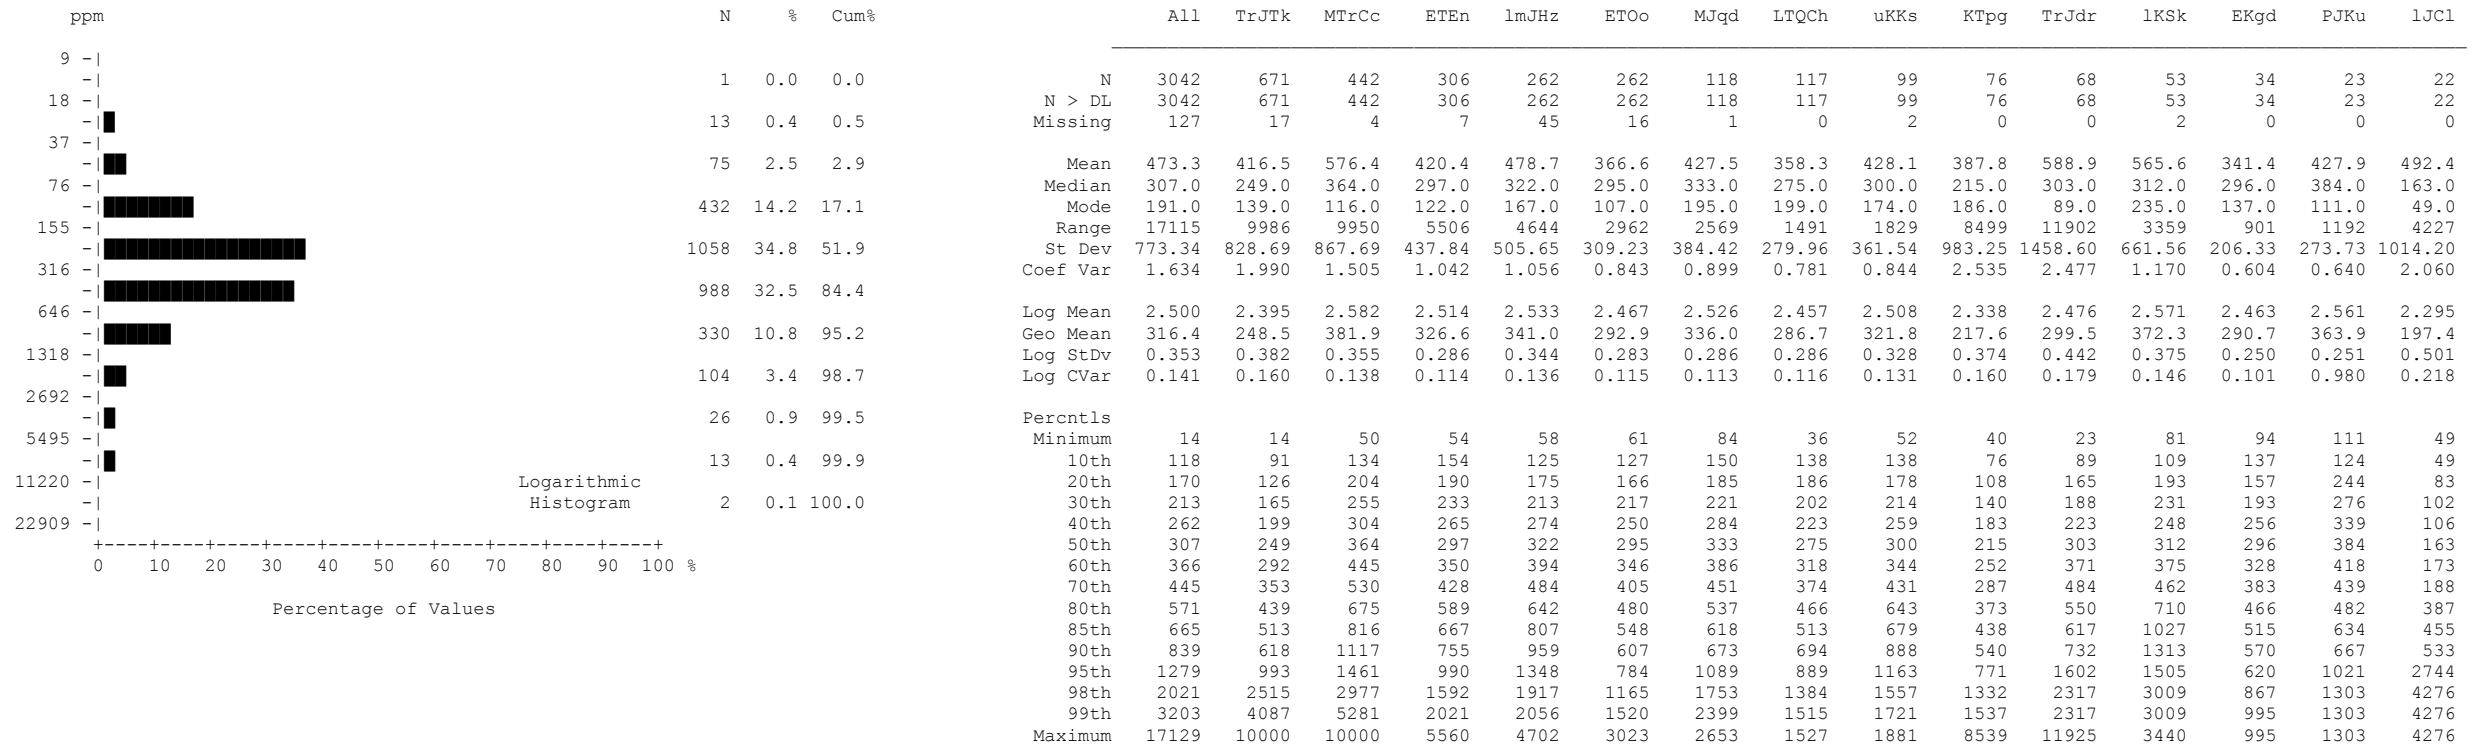 ppm N % Cum% All TrJTk MTrCc ETEn lmJHz ETOo MJqd LTQCh uKKs KTpg TrJdr lKSk EKgd PJKu lJCl
9 -|
-| 1 0.0 0.0 N 3042 671 442 306 262 262 118 117 99 76 68 53 34 23 22
18 -| N > DL 3042 671 442 306 262 262 118 117 99 76 68 53 34 23 22
-| 13 0.4 0.5 Missing 127 17 4 7 45 16 1 0 2 0 0 2 0 0 0
37 -|
-| 75 2.5 2.9 Mean 473.3 416.5 576.4 420.4 478.7 366.6 427.5 358.3 428.1 387.8 588.9 565.6 341.4 427.9 492.4
76 -| Median 307.0 249.0 364.0 297.0 322.0 295.0 333.0 275.0 300.0 215.0 303.0 312.0 296.0 384.0 163.0
-| 432 14.2 17.1 Mode 191.0 139.0 116.0 122.0 167.0 107.0 195.0 199.0 174.0 186.0 89.0 235.0 137.0 111.0 49.0
155 -| Range 17115 9986 9950 5506 4644 2962 2569 1491 1829 8499 11902 3359 901 1192 4227
-| 1058 34.8 51.9 St Dev 773.34 828.69 867.69 437.84 505.65 309.23 384.42 279.96 361.54 983.25 1458.60 661.56 206.33 273.73 1014.20
316 -| Coef Var 1.634 1.990 1.505 1.042 1.056 0.843 0.899 0.781 0.844 2.535 2.477 1.170 0.604 0.640 2.060
-| 988 32.5 84.4
646 -| Log Mean 2.500 2.395 2.582 2.514 2.533 2.467 2.526 2.457 2.508 2.338 2.476 2.571 2.463 2.561 2.295
-| 330 10.8 95.2 Geo Mean 316.4 248.5 381.9 326.6 341.0 292.9 336.0 286.7 321.8 217.6 299.5 372.3 290.7 363.9 197.4
1318 -| Log StDv 0.353 0.382 0.355 0.286 0.344 0.283 0.286 0.286 0.328 0.374 0.442 0.375 0.250 0.251 0.501
-| 104 3.4 98.7 Log CVar 0.141 0.160 0.138 0.114 0.136 0.115 0.113 0.116 0.131 0.160 0.179 0.146 0.101 0.980 0.218
2692 -|
-| 26 0.9 99.5 Percntls
5495 -| Minimum 14 14 50 54 58 61 84 36 52 40 23 81 94 111 49
-| 13 0.4 99.9 10th 118 91 134 154 125 127 150 138 138 76 89 109 137 124 49
11220 -| Logarithmic 20th 170 126 204 190 175 166 185 186 178 108 165 193 157 244 83
-| Histogram 2 0.1 100.0 30th 213 165 255 233 213 217 221 202 214 140 188 231 193 276 102
22909 -| 40th 262 199 304 265 274 250 284 223 259 183 223 248 256 339 106
+----+----+----+----+----+----+----+----+----+----+ 50th 307 249 364 297 322 295 333 275 300 215 303 312 296 384 163
0 10 20 30 40 50 60 70 80 90 100 % 60th 366 292 445 350 394 346 386 318 344 252 371 375 328 418 173
70th 445 353 530 428 484 405 451 374 431 287 484 462 383 439 188
Percentage of Values 80th 571 439 675 589 642 480 537 466 643 373 550 710 466 482 387
85th 665 513 816 667 807 548 618 513 679 438 617 1027 515 634 455
90th 839 618 1117 755 959 607 673 694 888 540 732 1313 570 667 533
95th 1279 993 1461 990 1348 784 1089 889 1163 771 1602 1505 620 1021 2744
98th 2021 2515 2977 1592 1917 1165 1753 1384 1557 1332 2317 3009 867 1303 4276
99th 3203 4087 5281 2021 2056 1520 2399 1515 1721 1537 2317 3009 995 1303 4276
Maximum 17129 10000 10000 5560 4702 3023 2653 1527 1881 8539 11925 3440 995 1303 4276